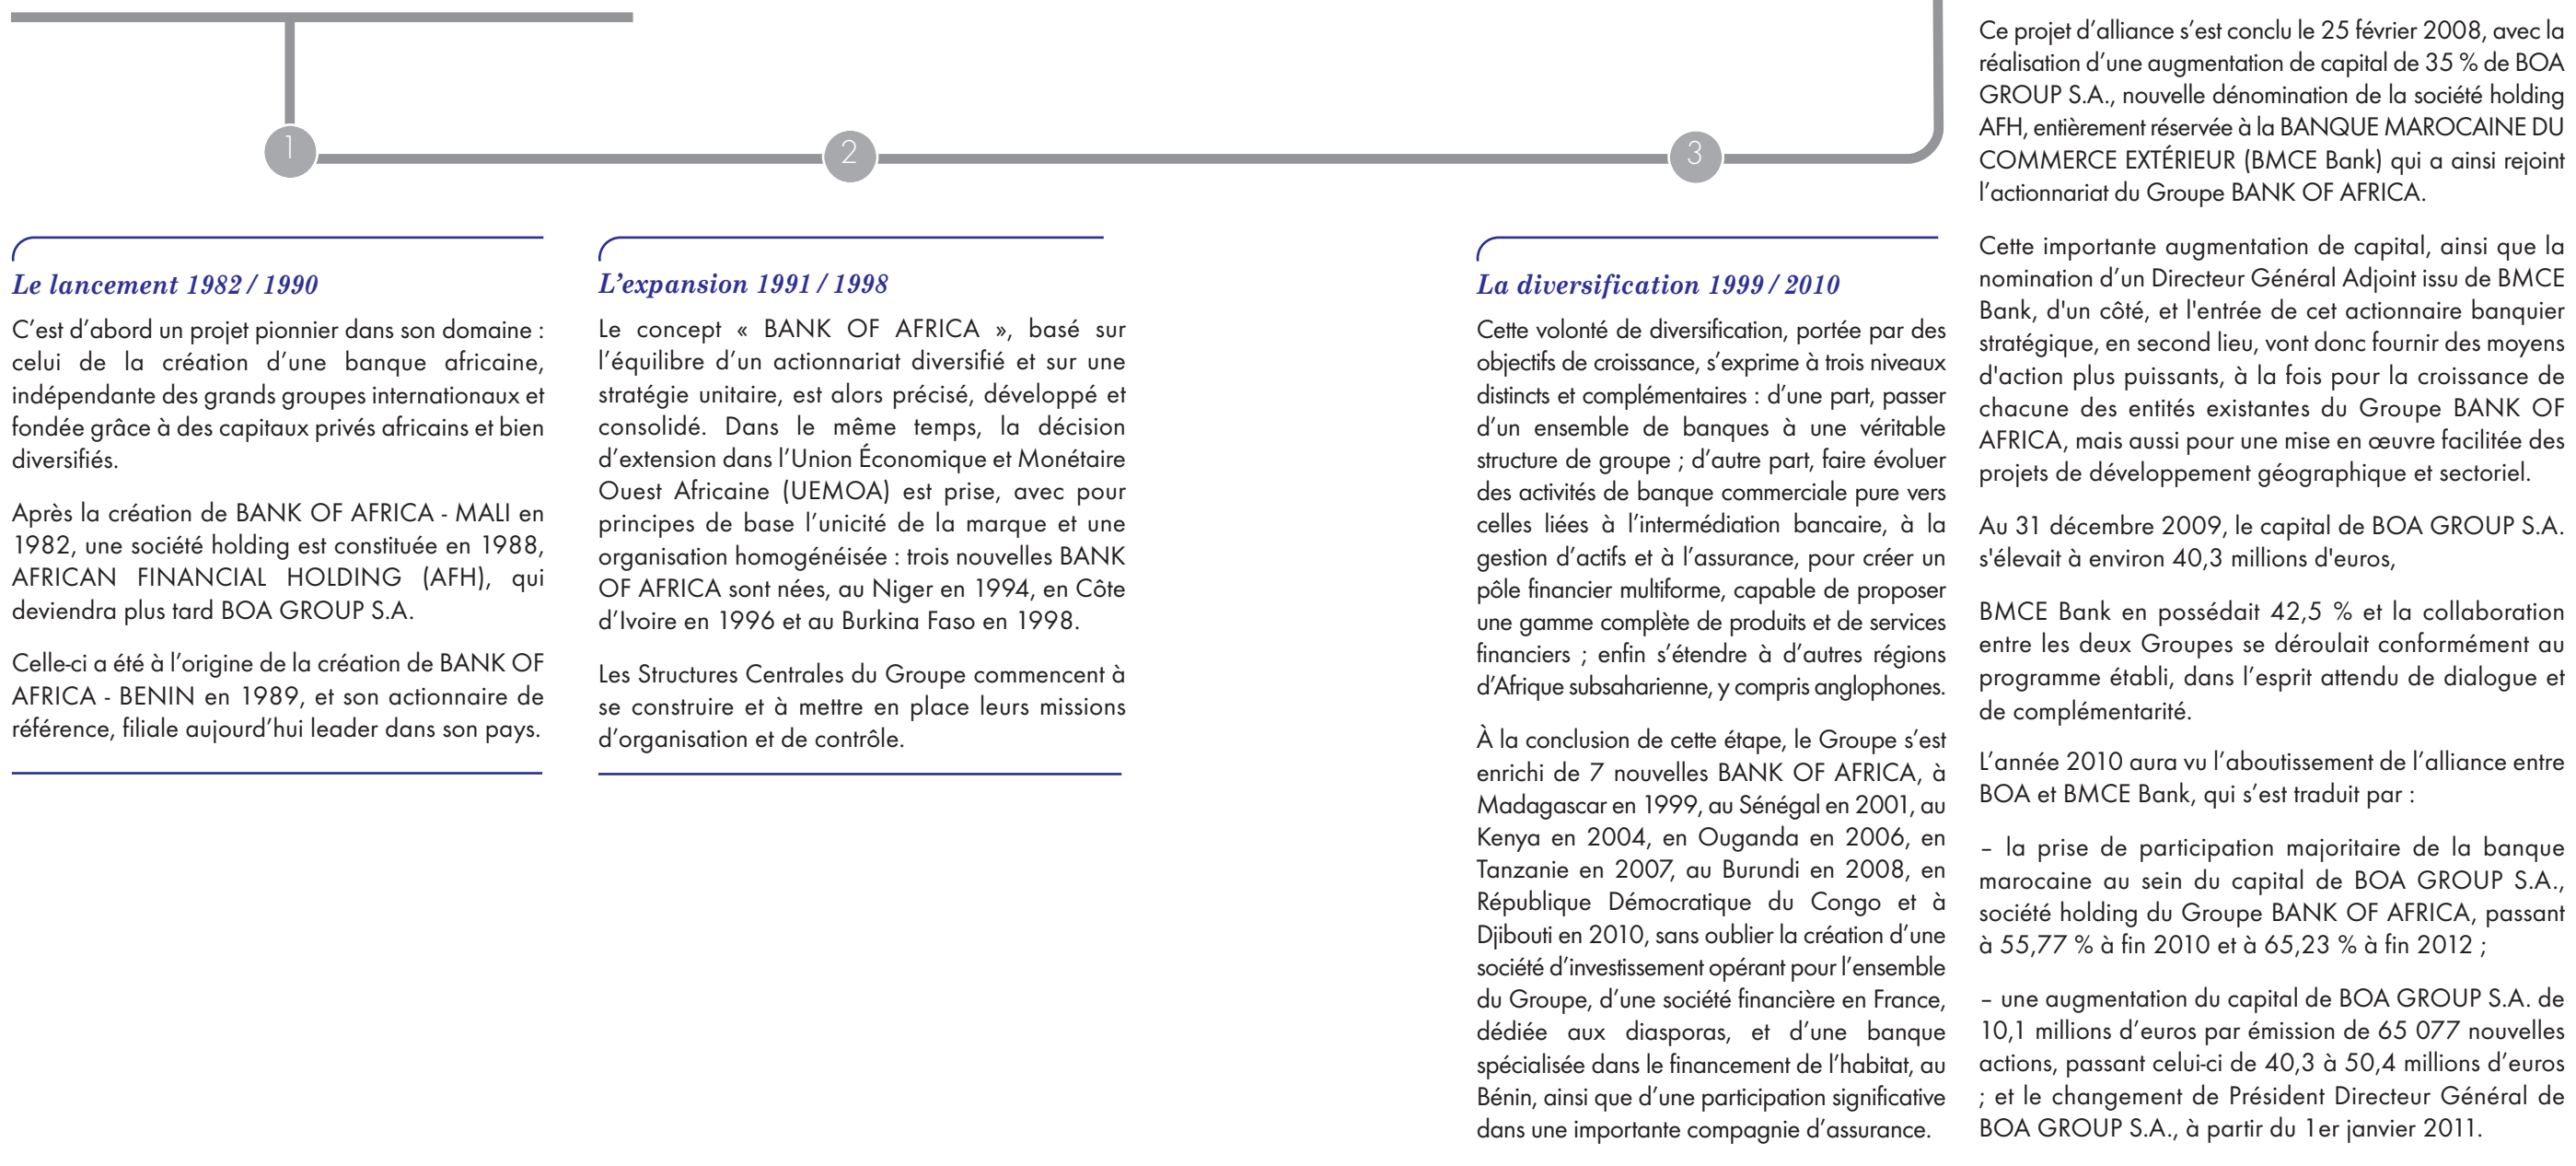 1
2
3
Le lancement 1982 / 1990
C’est d’abord un projet pionnier dans son domaine :
celui de la création d’une banque africaine,
indépendante des grands groupes internationaux et
fondée grâce à des capitaux privés africains et bien
diversifiés.
Après la création de BANK OF AFRICA - MALI en
1982, une société holding est constituée en 1988,
AFRICAN FINANCIAL HOLDING (AFH), qui
deviendra plus tard BOA GROUP S.A.
Celle-ci a été à l’origine de la création de BANK OF
AFRICA - BENIN en 1989, et son actionnaire de
référence, filiale aujourd’hui leader dans son pays.
L’expansion 1991 / 1998
Le concept « BANK OF AFRICA », basé sur
l’équilibre d’un actionnariat diversifié et sur une
stratégie unitaire, est alors précisé, développé et
consolidé. Dans le même temps, la décision
d’extension dans l’Union Économique et Monétaire
Ouest Africaine (UEMOA) est prise, avec pour
principes de base l’unicité de la marque et une
organisation homogénéisée : trois nouvelles BANK
OF AFRICA sont nées, au Niger en 1994, en Côte
d’Ivoire en 1996 et au Burkina Faso en 1998.
Les Structures Centrales du Groupe commencent à
se construire et à mettre en place leurs missions
d’organisation et de contrôle.
La diversification 1999 / 2010
Cette volonté de diversification, portée par des
objectifs de croissance, s’exprime à trois niveaux
distincts et complémentaires : d’une part, passer
d’un ensemble de banques à une véritable
structure de groupe ; d’autre part, faire évoluer
des activités de banque commerciale pure vers
celles liées à l’intermédiation bancaire, à la
gestion d’actifs et à l’assurance, pour créer un
pôle financier multiforme, capable de proposer
une gamme complète de produits et de services
financiers ; enfin s’étendre à d’autres régions
d’Afrique subsaharienne, y compris anglophones.
À la conclusion de cette étape, le Groupe s’est
enrichi de 7 nouvelles BANK OF AFRICA, à
Madagascar en 1999, au Sénégal en 2001, au
Kenya en 2004, en Ouganda en 2006, en
Tanzanie en 2007, au Burundi en 2008, en
République Démocratique du Congo et à
Djibouti en 2010, sans oublier la création d’une
société d’investissement opérant pour l’ensemble
du Groupe, d’une société financière en France,
dédiée aux diasporas, et d’une banque
spécialisée dans le financement de l’habitat, au
Bénin, ainsi que d’une participation significative
dans une importante compagnie d’assurance.
Ce projet d’alliance s’est conclu le 25 février 2008, avec la
réalisation d’une augmentation de capital de 35 % de BOA
GROUP S.A., nouvelle dénomination de la société holding
AFH, entièrement réservée à la BANQUE MAROCAINE DU
COMMERCE EXTÉRIEUR (BMCE Bank) qui a ainsi rejoint
l’actionnariat du Groupe BANK OF AFRICA.
Cette importante augmentation de capital, ainsi que la
nomination d’un Directeur Général Adjoint issu de BMCE
Bank, d'un côté, et l'entrée de cet actionnaire banquier
stratégique, en second lieu, vont donc fournir des moyens
d'action plus puissants, à la fois pour la croissance de
chacune des entités existantes du Groupe BANK OF
AFRICA, mais aussi pour une mise en œuvre facilitée des
projets de développement géographique et sectoriel.
Au 31 décembre 2009, le capital de BOA GROUP S.A.
s'élevait à environ 40,3 millions d'euros,
BMCE Bank en possédait 42,5 % et la collaboration
entre les deux Groupes se déroulait conformément au
programme établi, dans l’esprit attendu de dialogue et
de complémentarité.
L’année 2010 aura vu l’aboutissement de l’alliance entre
BOA et BMCE Bank, qui s’est traduit par :
– la prise de participation majoritaire de la banque
marocaine au sein du capital de BOA GROUP S.A.,
société holding du Groupe BANK OF AFRICA, passant
à 55,77 % à fin 2010 et à 65,23 % à fin 2012 ;
– une augmentation du capital de BOA GROUP S.A. de
10,1 millions d’euros par émission de 65 077 nouvelles
actions, passant celui-ci de 40,3 à 50,4 millions d’euros
; et le changement de Président Directeur Général de
BOA GROUP S.A., à partir du 1er janvier 2011.